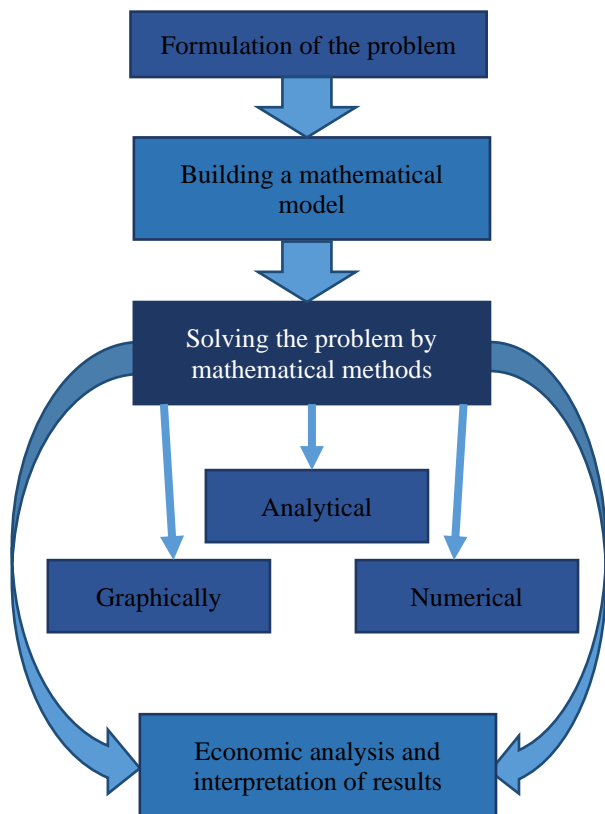 Formulation of the problem
Building a mathematical
model
Solving the problem by
mathematical methods
Analytical
Graphically
Numerical
Economic analysis and
interpretation of results